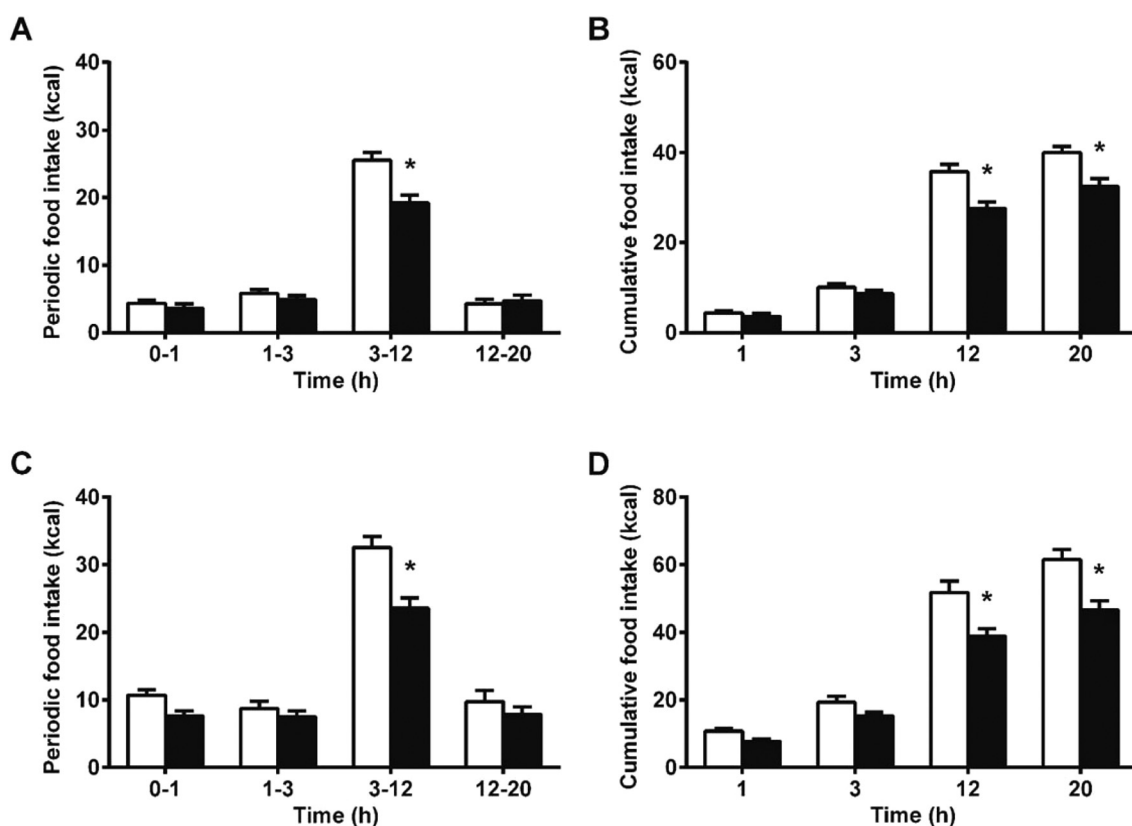 A
Periodic food intake (kcal)
40
30
20
10
0
*
0-1 1-3 3-12 12-20
Time (h)
B
Cumulative food intake (kcal)
60
40
20
0
* *
1 3 12 20
Time (h)
C
Periodic food intake (kcal)
40
30
20
10
0
*
0-1 1-3 3-12 12-20
Time (h)
D
Cumulative food intake (kcal)
80
60
40
20
0
* *
1 3 12 20
Time (h)